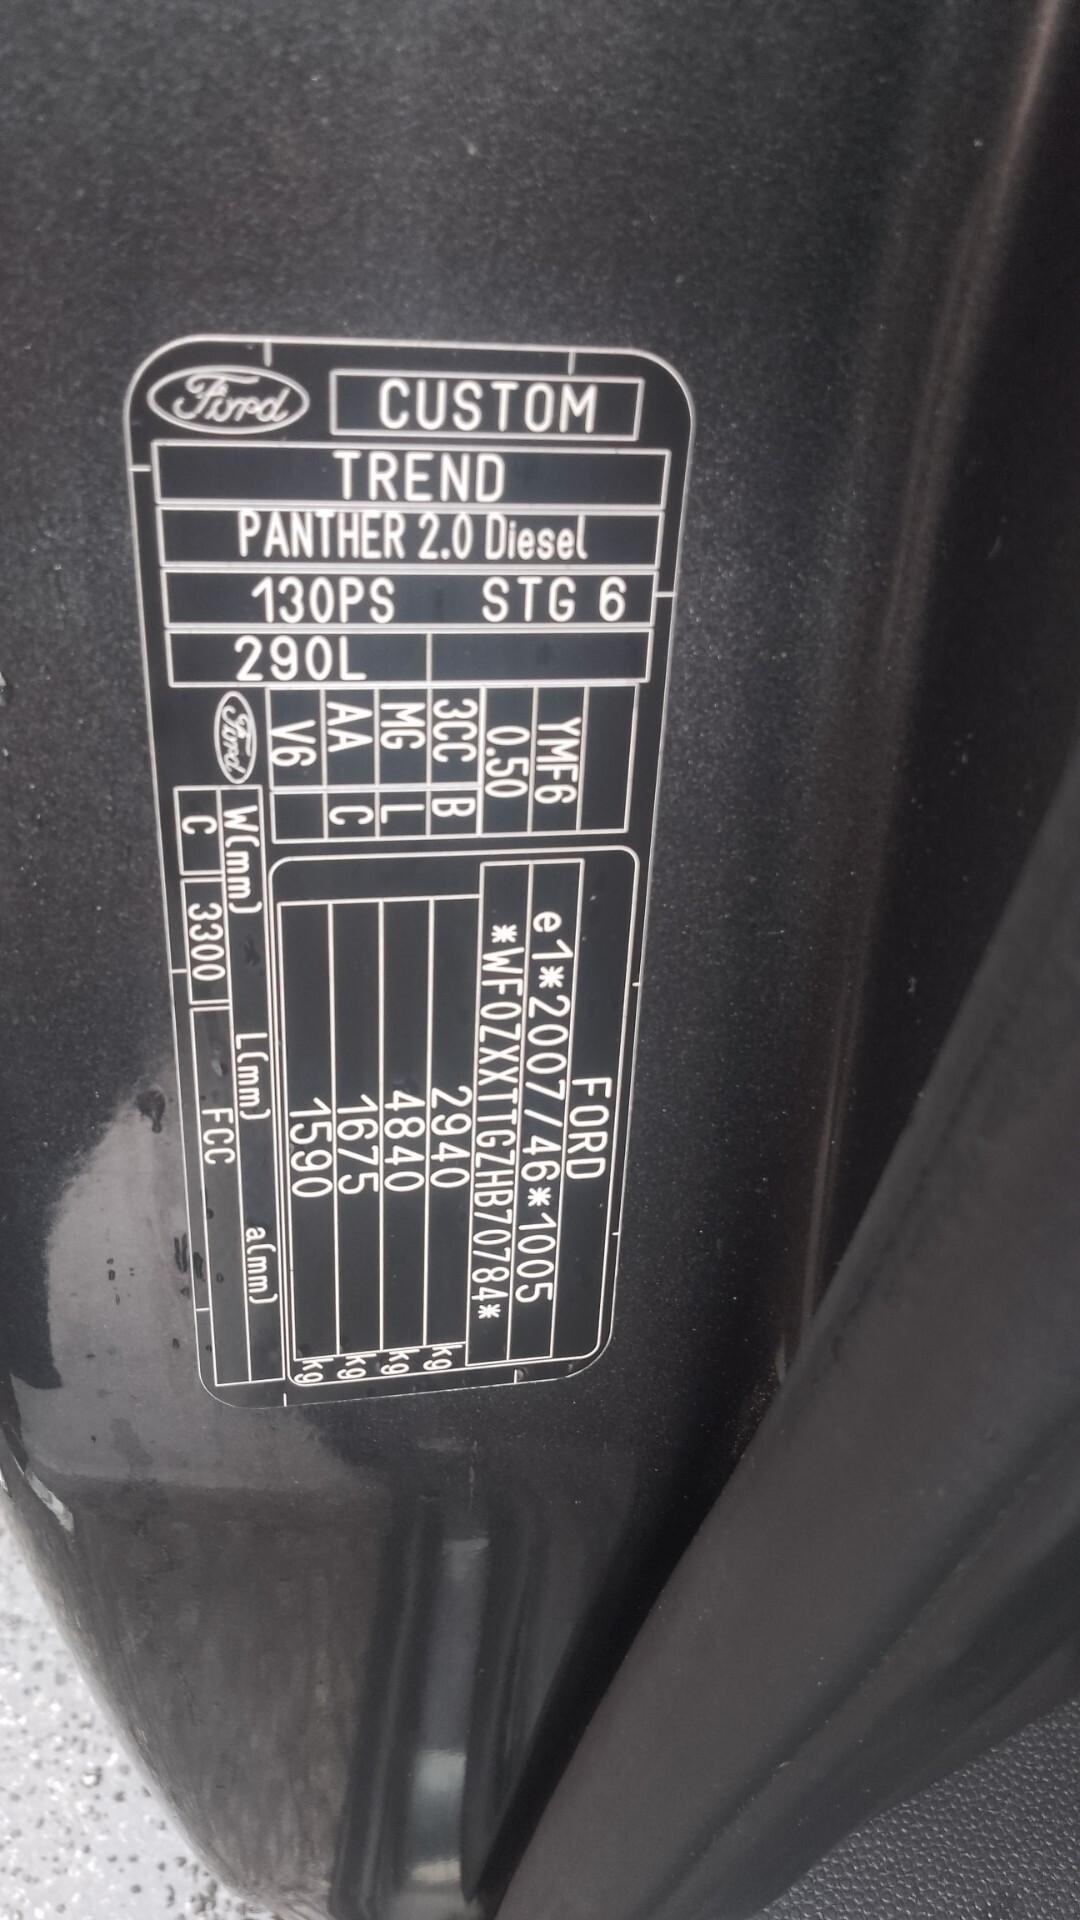 Ford CUSTOM
TREND
PANTHER 2.0 Diesel
130PS STG 6
290L
YMF6
0.50
3CC B
MG L
AA C
V6
Ford
FORD
e1*2007/46*1005
*WF0ZXXTTGZHB70784*
2940 kg
4840 kg
1675 kg
1590 kg
W(mm) L(mm) a(mm)
C 3300 FCC